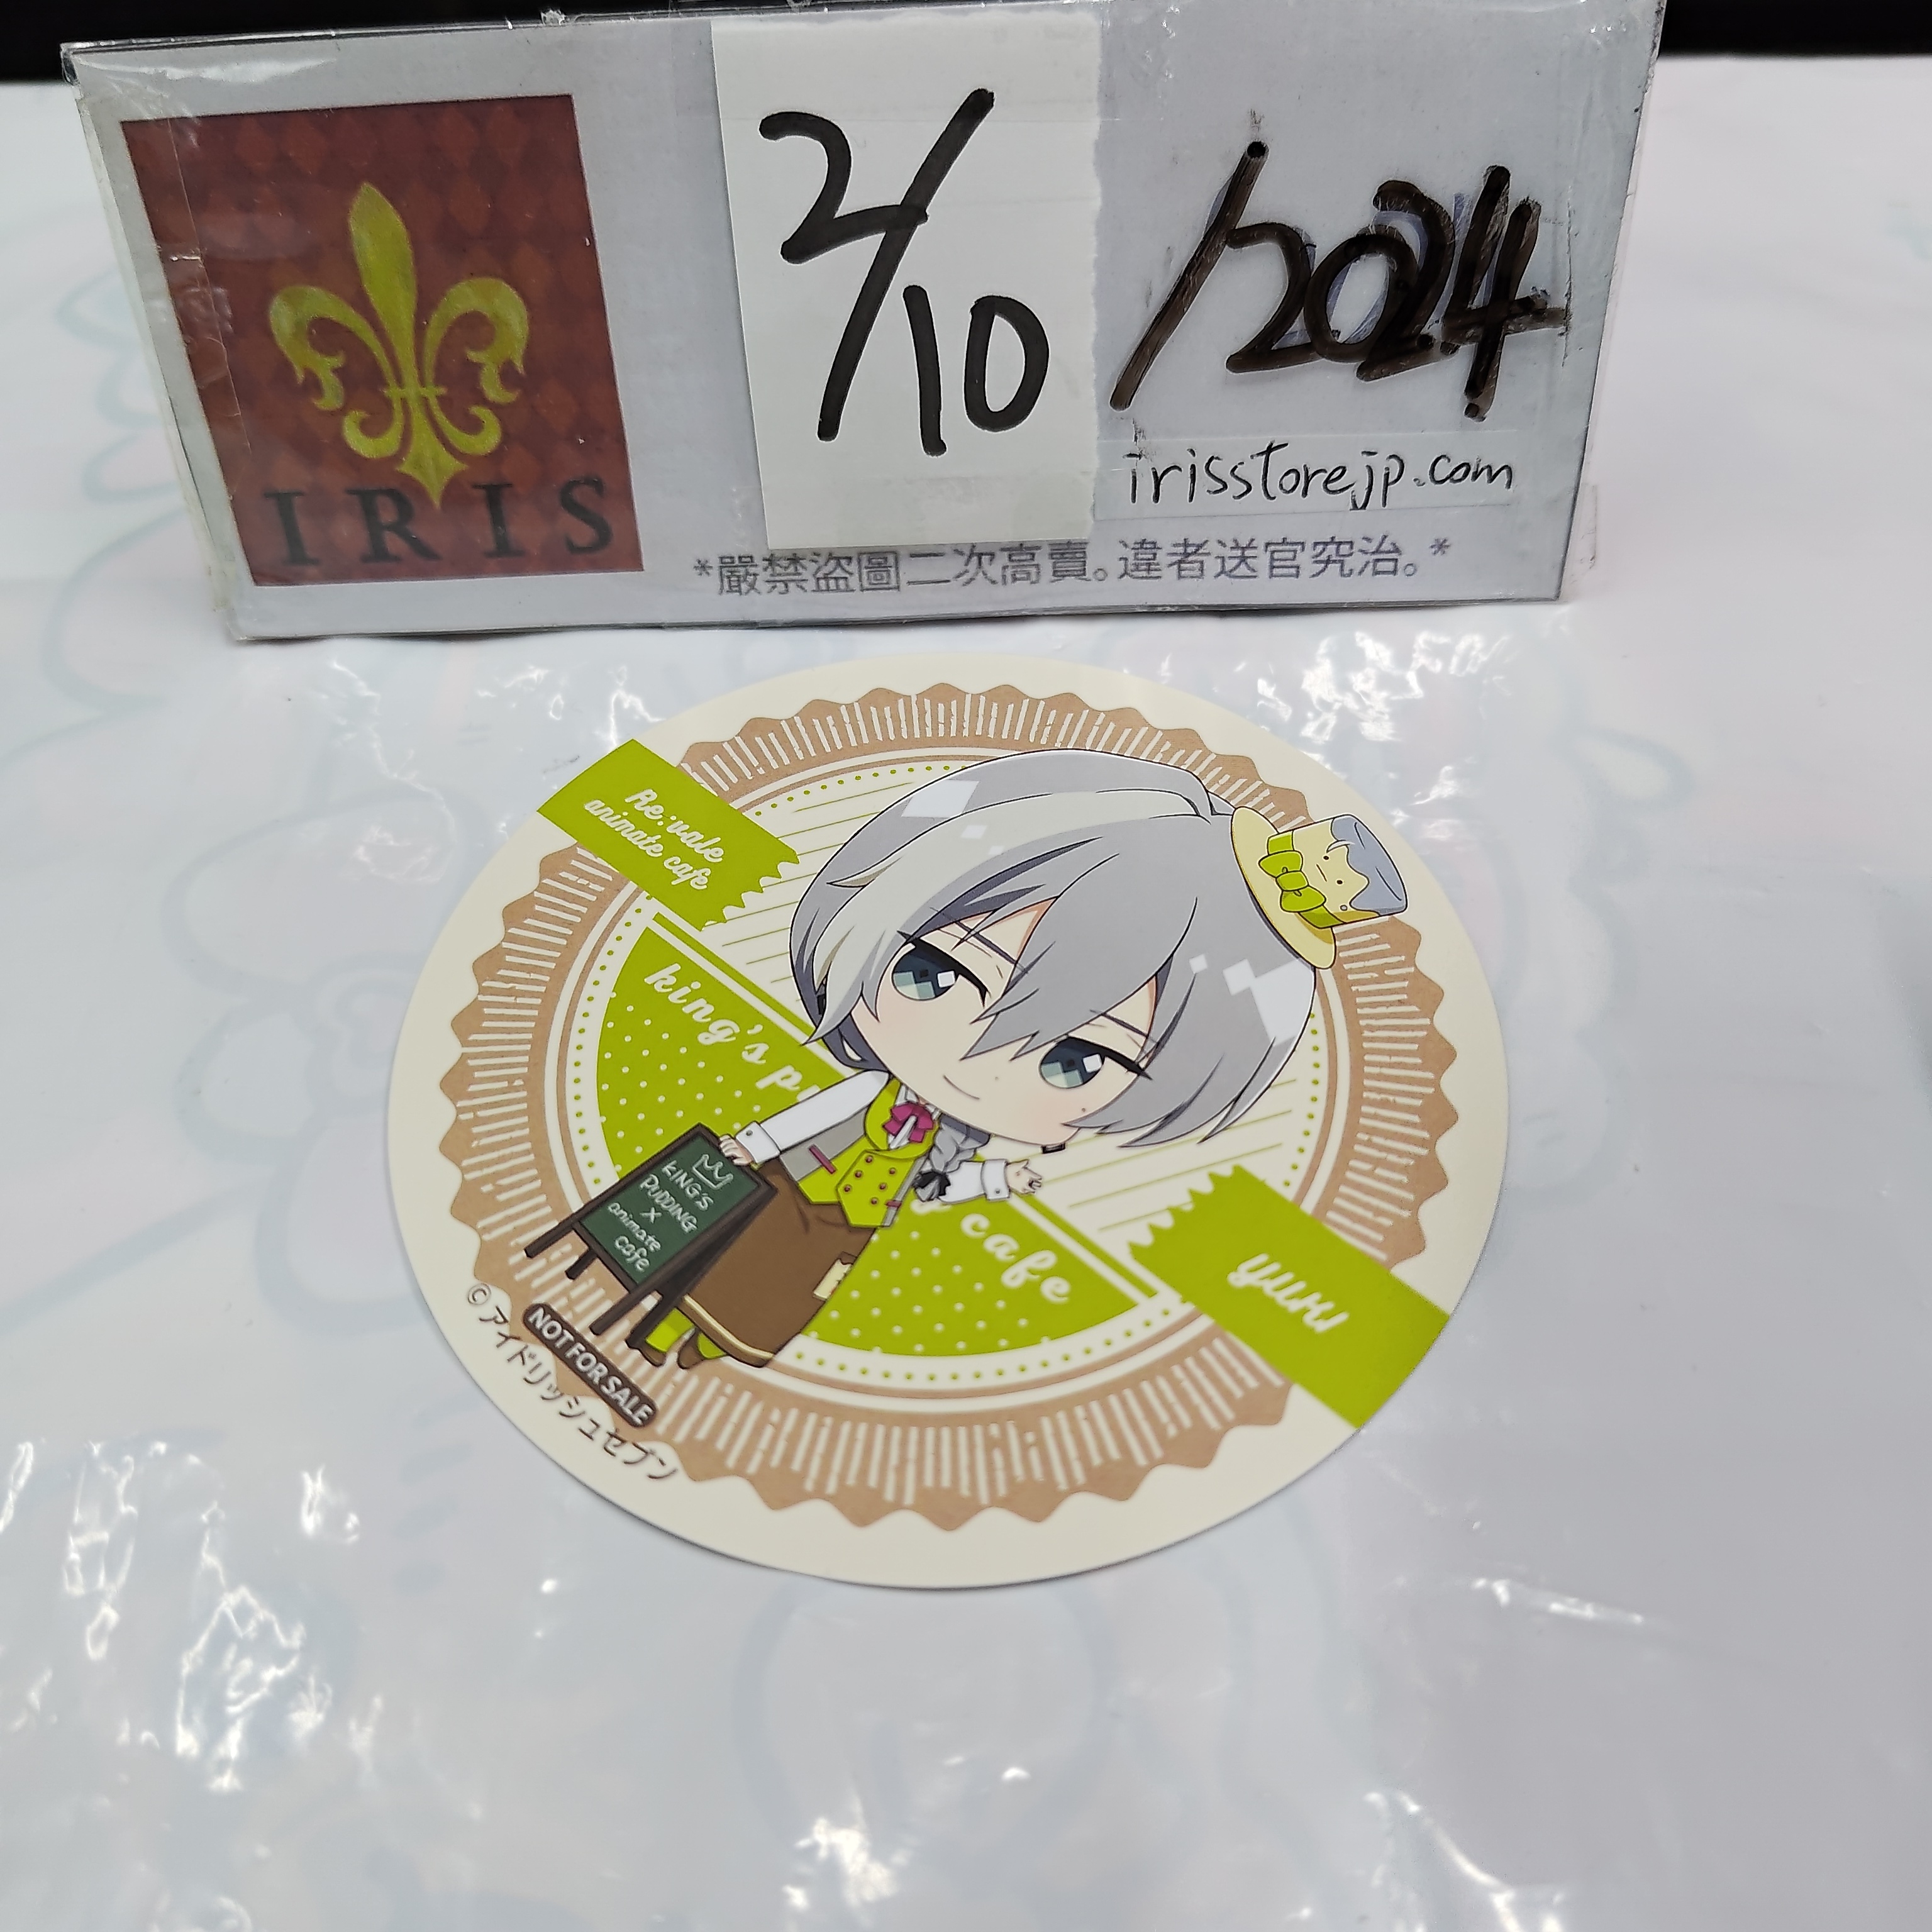 IRIS
2/10
/2024
irisstorejp.com
*嚴禁盜圖二次高賣。違者送官究治。*
Re:vale
animate cafe
king's pu
g cafe
KING'S
PUDDING
X
animate
cafe
yuki
NOT FOR SALE
©アイドリッシュセブン